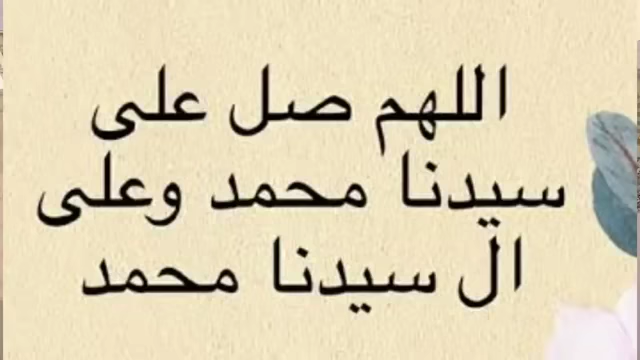 اللهم صل على
سيدنا محمد وعلى
ال سيدنا محمد